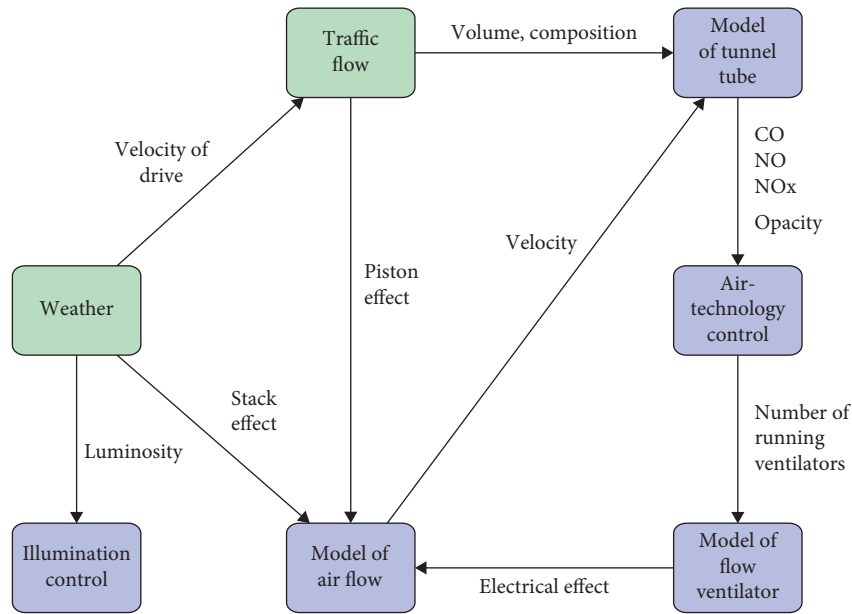 Traffic
flow
Volume, composition
Model
of tunnel
tube
Velocity of
drive
CO
NO
NOx
Opacity
Velocity
Piston
effect
Weather
Air-
technology
control
Stack
effect
Luminosity
Number of
running
ventilators
Illumination
control
Model of
air flow
Electrical effect
Model of
flow
ventilator